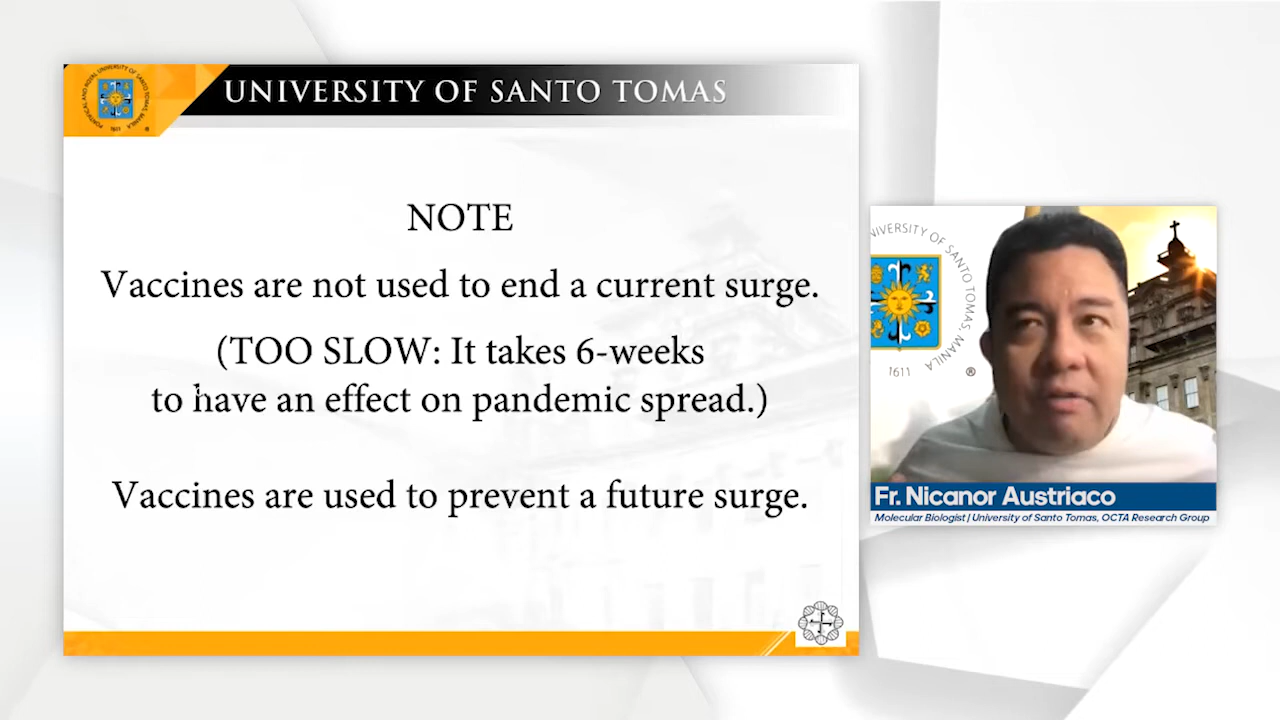 UNIVERSITY OF SANTO TOMAS
NOTE
Vaccines are not used to end a current surge.
(TOO SLOW: It takes 6-weeks
to have an effect on pandemic spread.)
Vaccines are used to prevent a future surge.
NIVERSITY OF SANTO TOMAS, MANILA
1611
®
Fr. Nicanor Austriaco
Molecular Biologist | University of Santo Tomas, OCTA Research Group